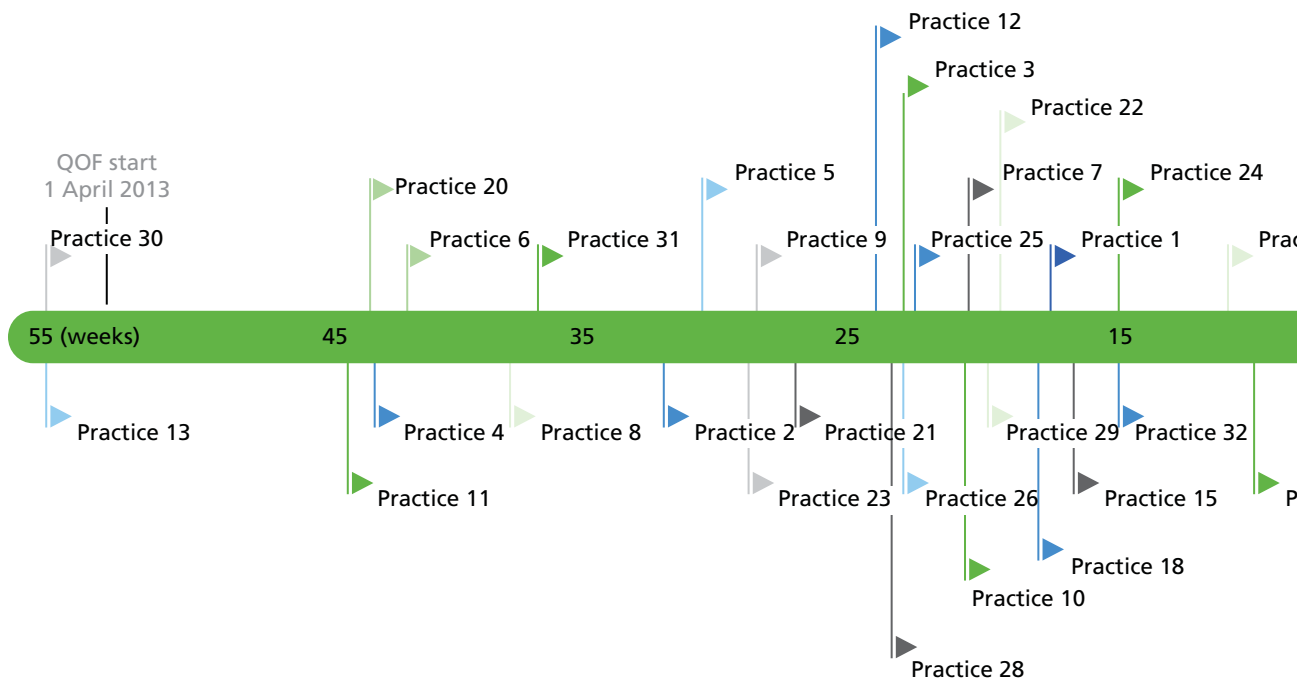 Practice 12
Practice 3
Practice 22
QOF start
1 April 2013
Practice 20
Practice 5
Practice 7
Practice 24
Practice 30
Practice 6
Practice 31
Practice 9
Practice 25
Practice 1
Prac
55 (weeks)
45
35
25
15
Practice 13
Practice 4
Practice 8
Practice 2
Practice 21
Practice 29
Practice 32
Practice 11
Practice 23
Practice 26
Practice 15
P
Practice 18
Practice 10
Practice 28